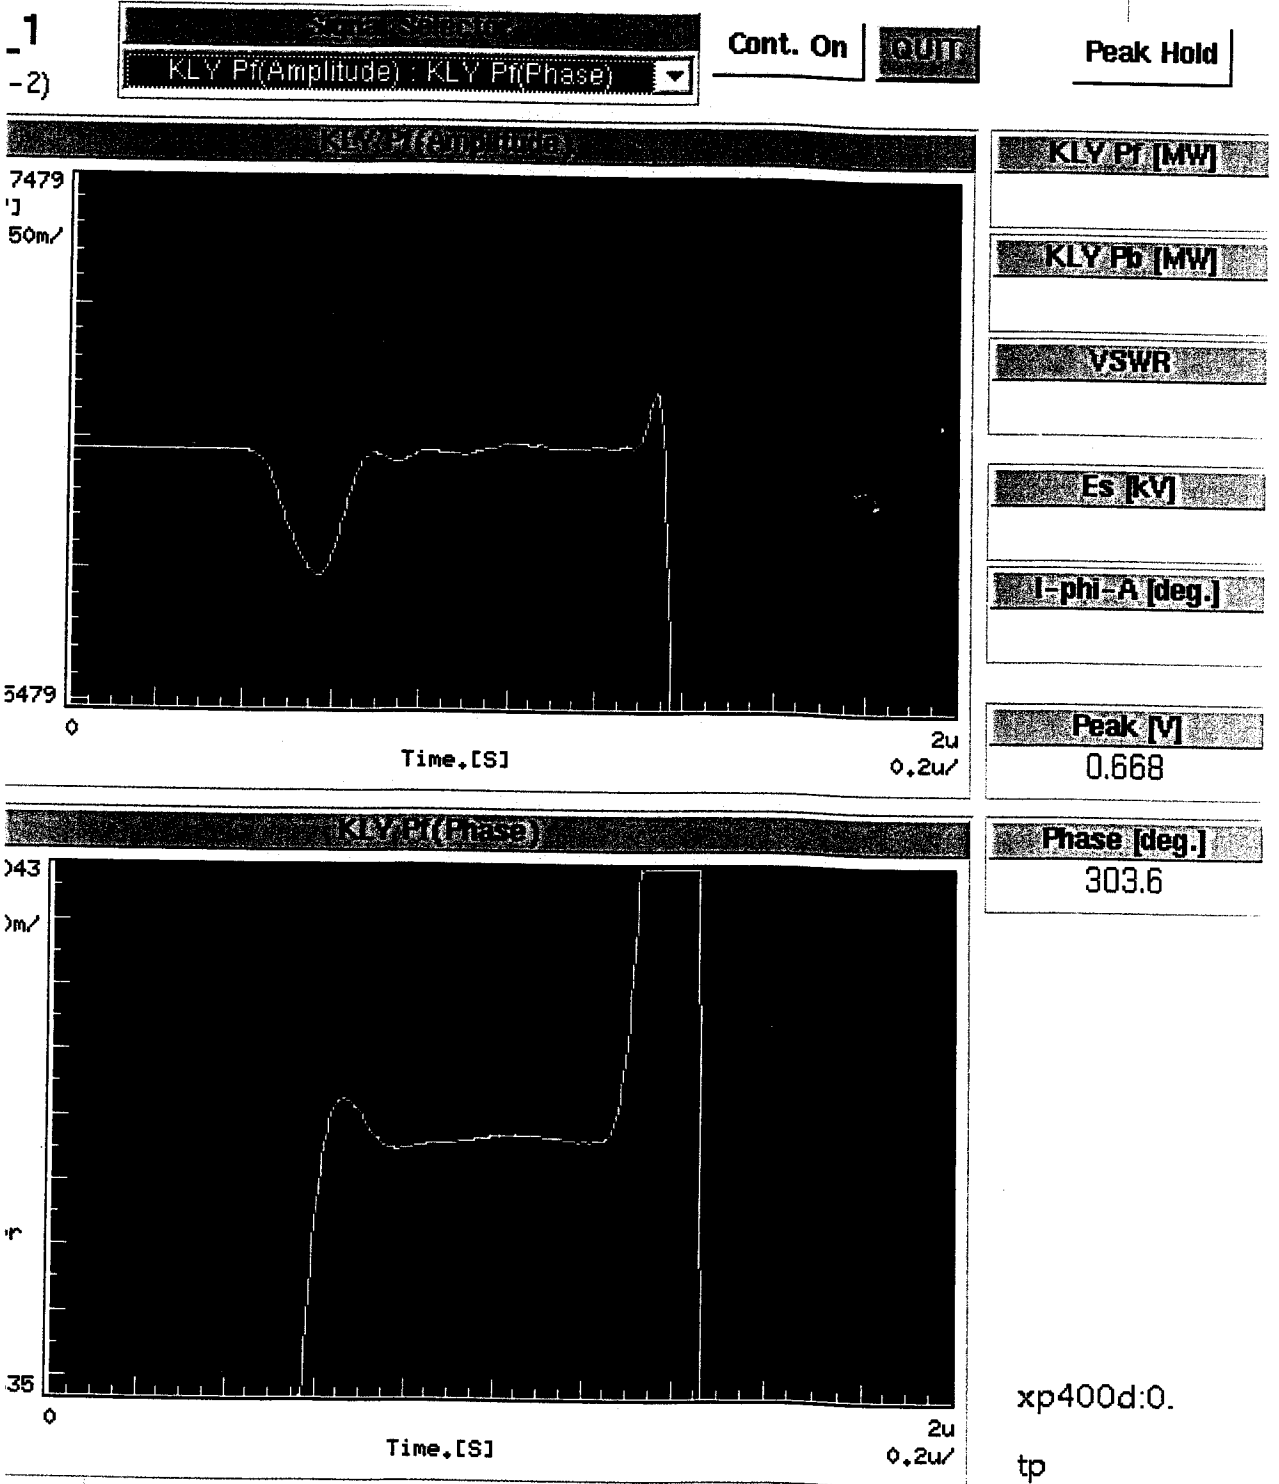 _1
-2)
Signal Selector
KLY Pf(Amplitude) : KLY Pf(Phase)
Cont. On
QUIT
Peak Hold
KLY Pf(Amplitude)
7479
']
50m/
5479
0
2u
Time.[S]
0.2u/
KLY Pf [MW]
KLY Pb [MW]
VSWR
Es [kV]
I-phi-A [deg.]
Peak [V]
0.668
KLY Pf(Phase)
043
0m/
r
35
0
2u
Time.[S]
0.2u/
Phase [deg.]
303.6
xp400d:0.
tp